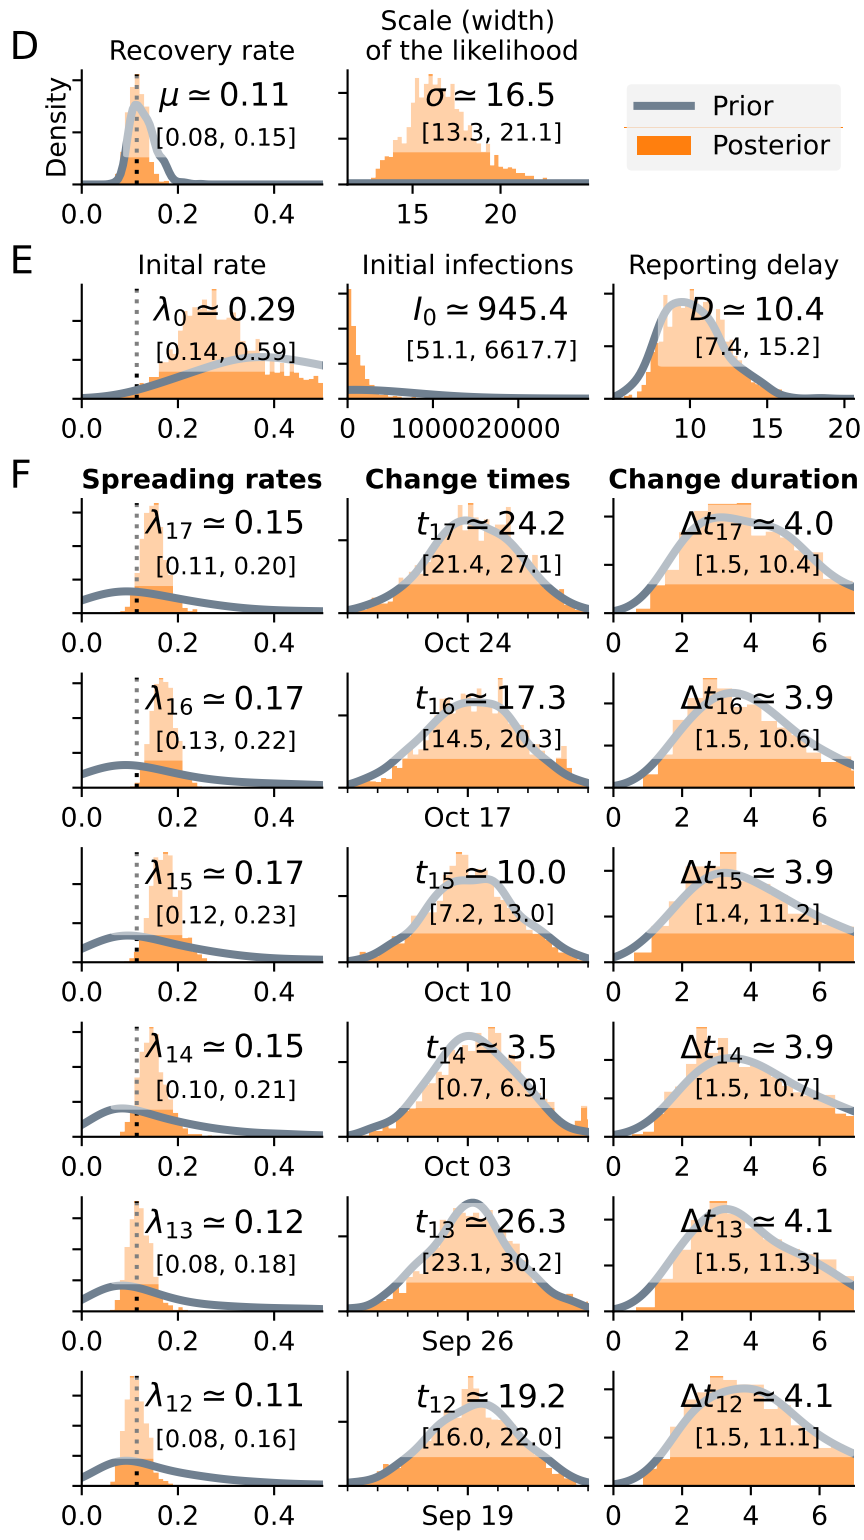 D
Recovery rate
Scale (width)
of the likelihood
Density
μ ≃ 0.11
[0.08, 0.15]
σ ≃ 16.5
[13.3, 21.1]
Prior
Posterior
0.0 0.2 0.4
15 20
E
Inital rate
Initial infections
Reporting delay
λ0 ≃ 0.29
[0.14, 0.59]
I0 ≃ 945.4
[51.1, 6617.7]
D ≃ 10.4
[7.4, 15.2]
0.0 0.2 0.4
0 10000 20000
10 15 20
F
Spreading rates
Change times
Change duration
λ17 ≃ 0.15
[0.11, 0.20]
t17 ≃ 24.2
[21.4, 27.1]
Δt17 ≃ 4.0
[1.5, 10.4]
0.0 0.2 0.4
Oct 24
0 2 4 6
λ16 ≃ 0.17
[0.13, 0.22]
t16 ≃ 17.3
[14.5, 20.3]
Δt16 ≃ 3.9
[1.5, 10.6]
0.0 0.2 0.4
Oct 17
0 2 4 6
λ15 ≃ 0.17
[0.12, 0.23]
t15 ≃ 10.0
[7.2, 13.0]
Δt15 ≃ 3.9
[1.4, 11.2]
0.0 0.2 0.4
Oct 10
0 2 4 6
λ14 ≃ 0.15
[0.10, 0.21]
t14 ≃ 3.5
[0.7, 6.9]
Δt14 ≃ 3.9
[1.5, 10.7]
0.0 0.2 0.4
Oct 03
0 2 4 6
λ13 ≃ 0.12
[0.08, 0.18]
t13 ≃ 26.3
[23.1, 30.2]
Δt13 ≃ 4.1
[1.5, 11.3]
0.0 0.2 0.4
Sep 26
0 2 4 6
λ12 ≃ 0.11
[0.08, 0.16]
t12 ≃ 19.2
[16.0, 22.0]
Δt12 ≃ 4.1
[1.5, 11.1]
0.0 0.2 0.4
Sep 19
0 2 4 6